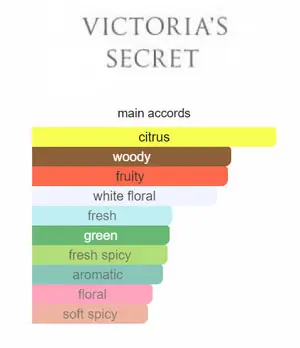 VICTORIA'S
SECRET
main accords
citrus
woody
fruity
white floral
fresh
green
fresh spicy
aromatic
floral
soft spicy